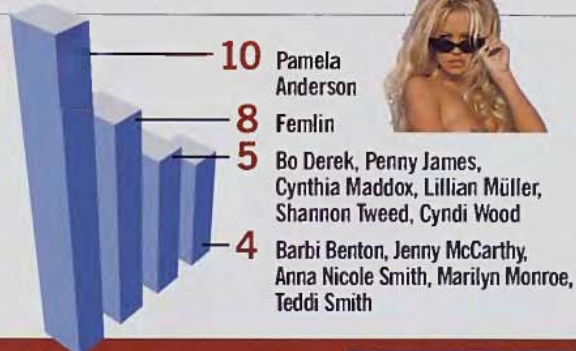 10 Pamela
Anderson
8 Femlin
5 Bo Derek, Penny James,
Cynthia Maddox, Lillian Müller,
Shannon Tweed, Cyndi Wood
4 Barbi Benton, Jenny McCarthy,
Anna Nicole Smith, Marilyn Monroe,
Teddi Smith